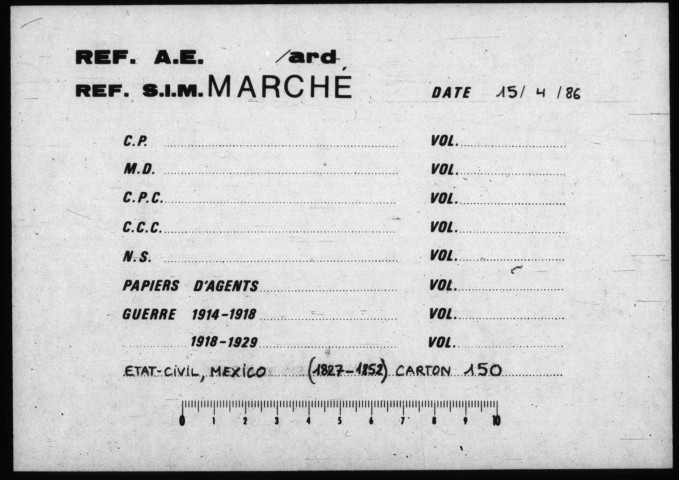 REF. A.E. /ard,
REF. S.I.M. MARCHE DATE 15/ 4 / 86
C.P. VOL.
M.D. VOL.
C.P.C. VOL.
C.C.C. VOL.
N.S. VOL.
PAPIERS D'AGENTS VOL.
GUERRE 1914-1918 VOL.
1918-1929 VOL.
ETAT-CIVIL, MEXICO (1827-1852) CARTON 150
0 1 2 3 4 5 6 7 8 9 10